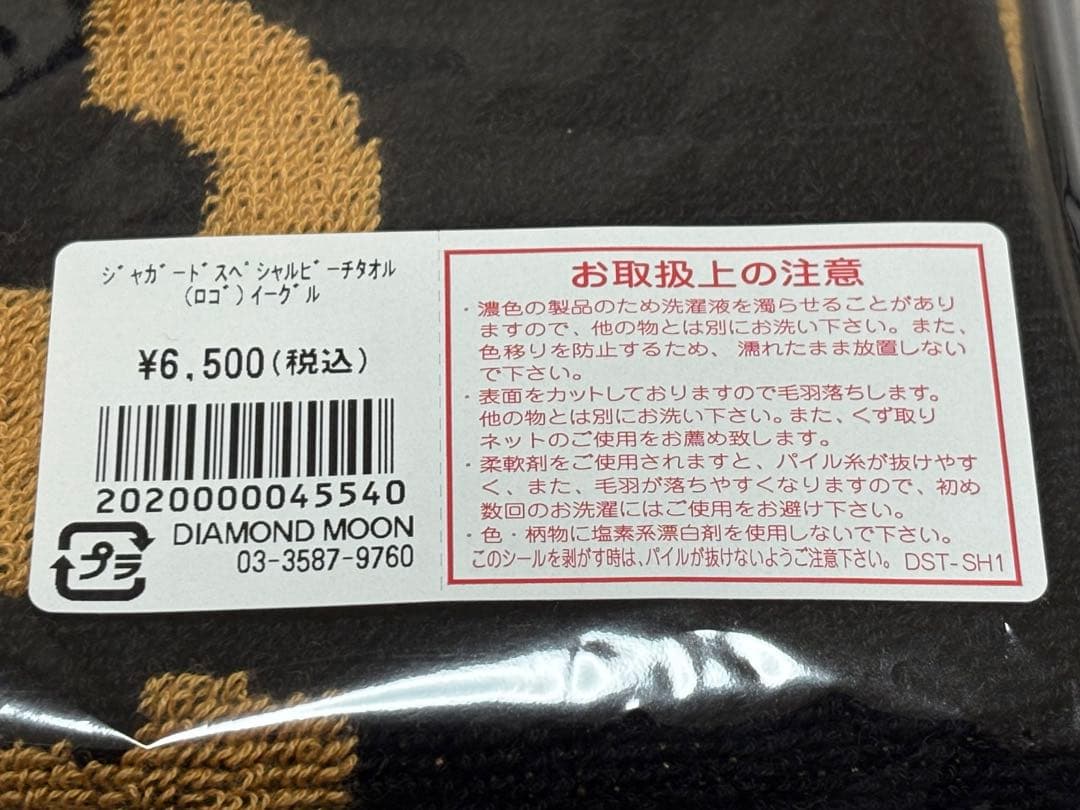 ｼﾞｬｶﾞｰﾄﾞｽﾍﾟｼｬﾙﾋﾞｰﾁﾀｵﾙ
(ﾛｺﾞ)ｲｰｸﾞﾙ
¥6,500(税込)
2020000045540
プラ
DIAMOND MOON
03-3587-9760
お取扱上の注意
・濃色の製品のため洗濯液を濁らせることがあり
ますので、他の物とは別にお洗い下さい。また、
色移りを防止するため、濡れたまま放置しない
で下さい。
・表面をカットしておりますので毛羽落ちします。
他の物とは別にお洗い下さい。また、くず取り
ネットのご使用をお薦め致します。
・柔軟剤をご使用されますと、パイル糸が抜けやす
く、また、毛羽が落ちやすくなりますので、初め
数回のお洗濯にはご使用をお避け下さい。
・色・柄物に塩素系漂白剤を使用しないで下さい。
このシールを剥がす時は、パイルが抜けないようご注意下さい。 DST-SH1